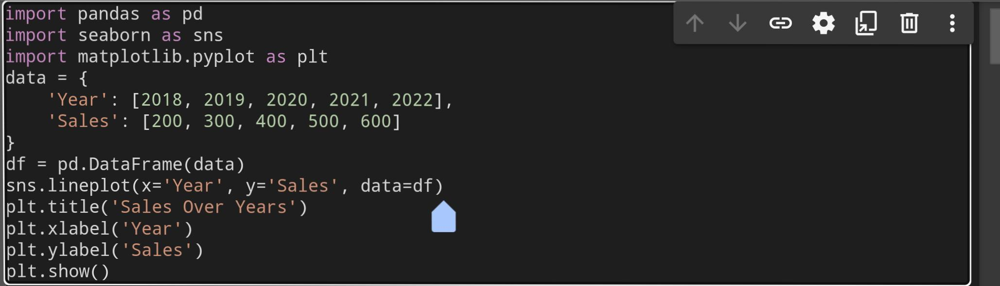 import pandas as pd
import seaborn as sns
import matplotlib.pyplot as plt
data = {
    'Year': [2018, 2019, 2020, 2021, 2022],
    'Sales': [200, 300, 400, 500, 600]
}
df = pd.DataFrame(data)
sns.lineplot(x='Year', y='Sales', data=df)
plt.title('Sales Over Years')
plt.xlabel('Year')
plt.ylabel('Sales')
plt.show()